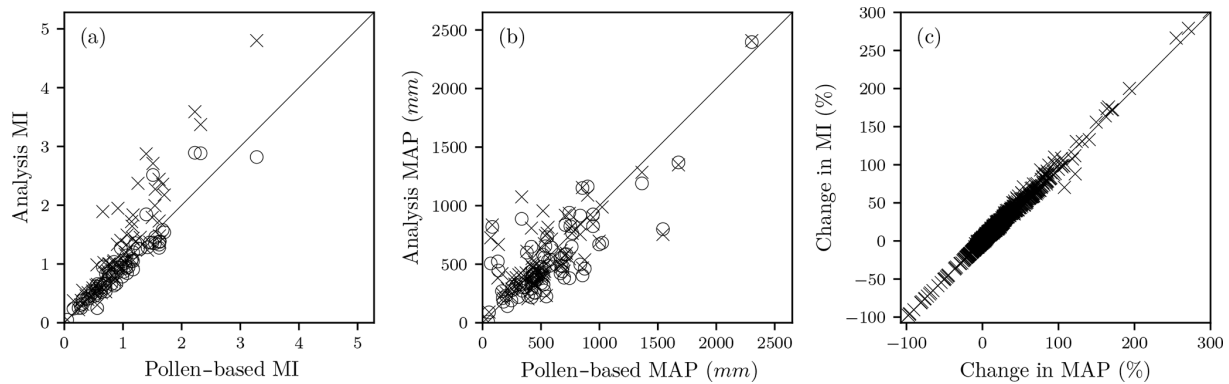 (a)
5
4
3
2
1
0
Analysis MI
0 1 2 3 4 5
Pollen-based MI
(b)
2500
2000
1500
1000
500
0
Analysis MAP (mm)
0 500 1000 1500 2000 2500
Pollen-based MAP (mm)
(c)
300
250
200
150
100
50
0
−50
−100
Change in MI (%)
−100 0 100 200 300
Change in MAP (%)